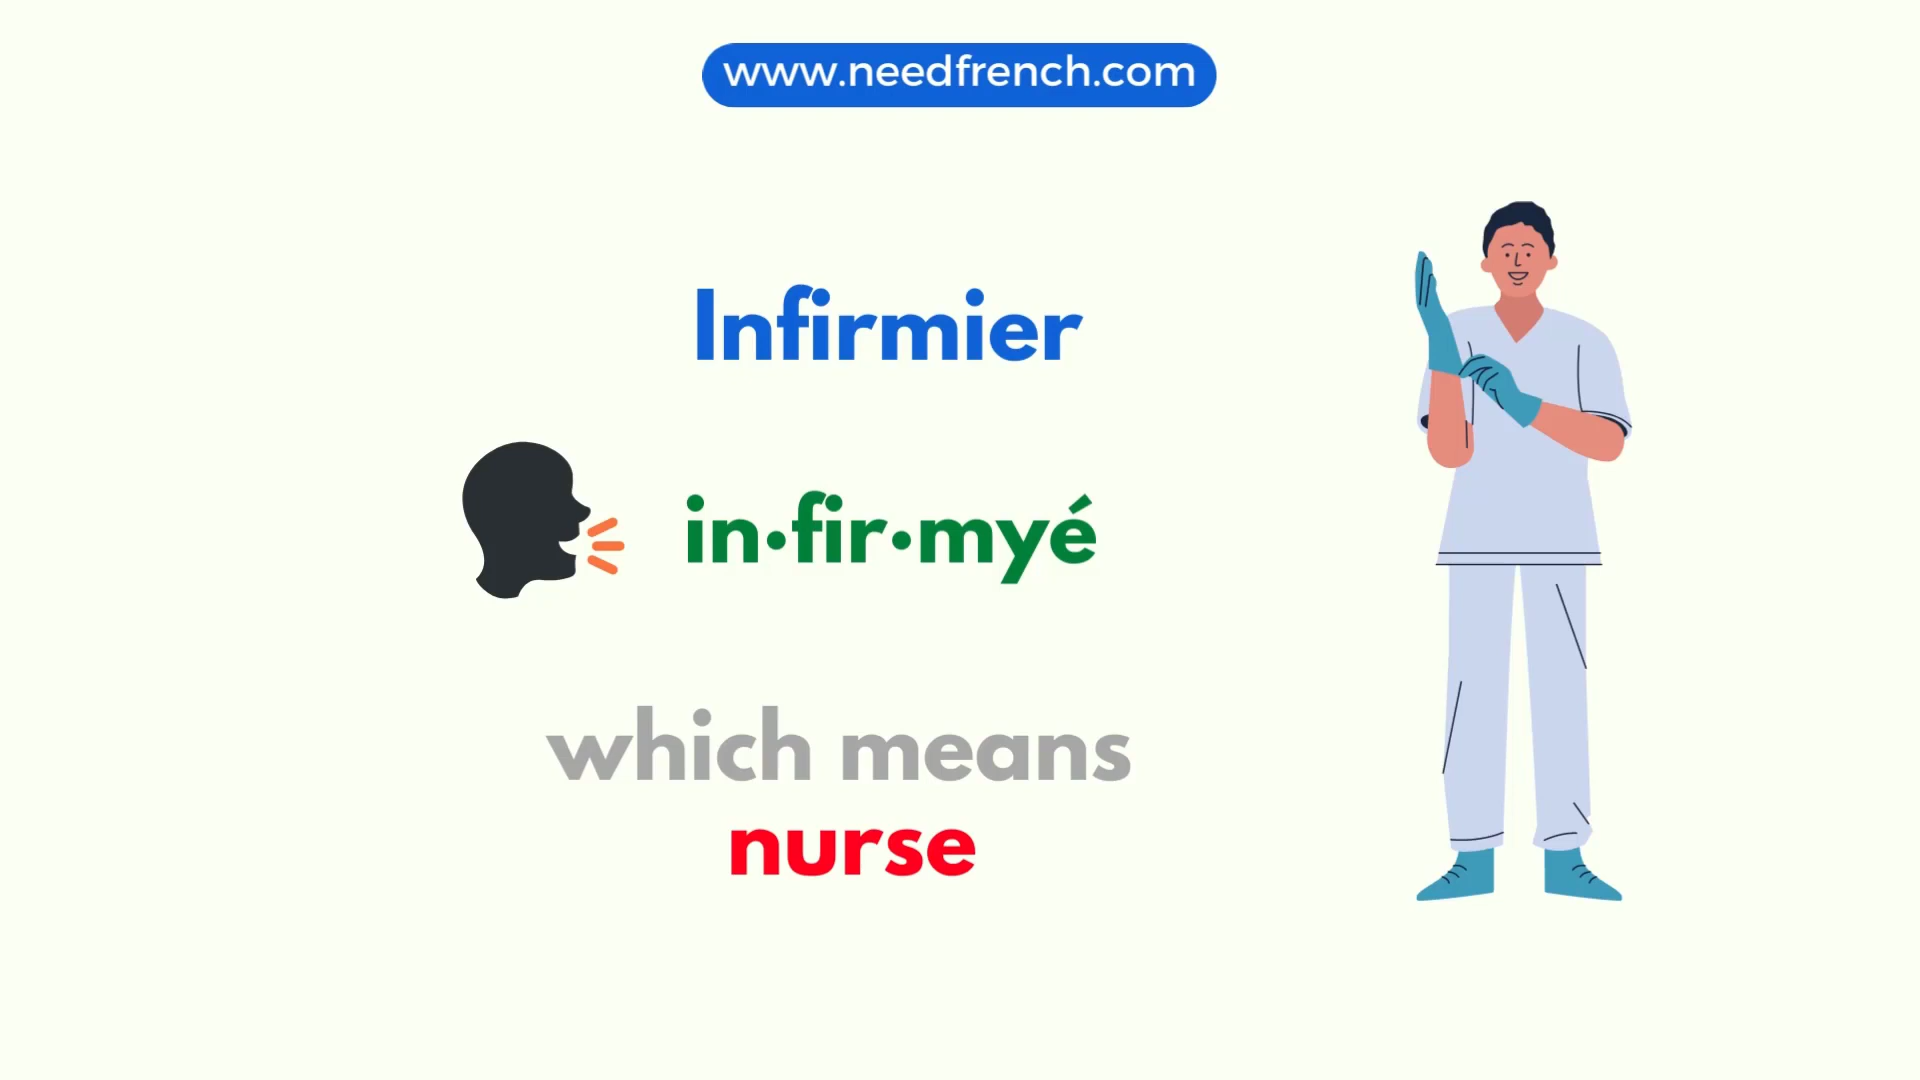 www.needfrench.com
Infirmier
in•fir•myé
which means
nurse